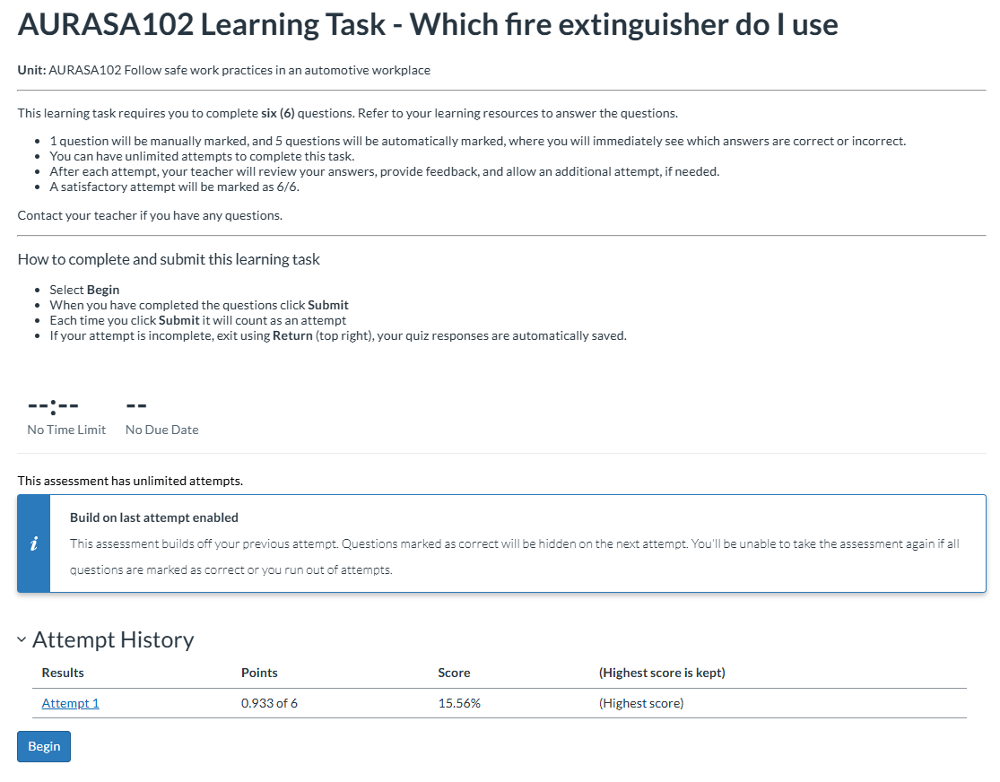 AURASA102 Learning Task - Which fire extinguisher do I use
Unit: AURASA102 Follow safe work practices in an automotive workplace
This learning task requires you to complete six (6) questions. Refer to your learning resources to answer the questions.
• 1 question will be manually marked, and 5 questions will be automatically marked, where you will immediately see which answers are correct or incorrect.
• You can have unlimited attempts to complete this task.
• After each attempt, your teacher will review your answers, provide feedback, and allow an additional attempt, if needed.
• A satisfactory attempt will be marked as 6/6.
Contact your teacher if you have any questions.
How to complete and submit this learning task
• Select Begin
• When you have completed the questions click Submit
• Each time you click Submit it will count as an attempt
• If your attempt is incomplete, exit using Return (top right), your quiz responses are automatically saved.
--:-- --
No Time Limit No Due Date
This assessment has unlimited attempts.
Build on last attempt enabled
i
This assessment builds off your previous attempt. Questions marked as correct will be hidden on the next attempt. You'll be unable to take the assessment again if all
questions are marked as correct or you run out of attempts.
Attempt History
Results Points Score (Highest score is kept)
Attempt 1 0.933 of 6 15.56% (Highest score)
Begin